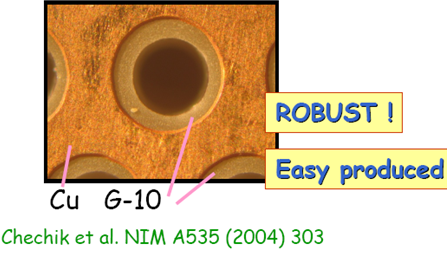 ROBUST !
Easy produced
Cu G-10
Chechik et al. NIM A535 (2004) 303